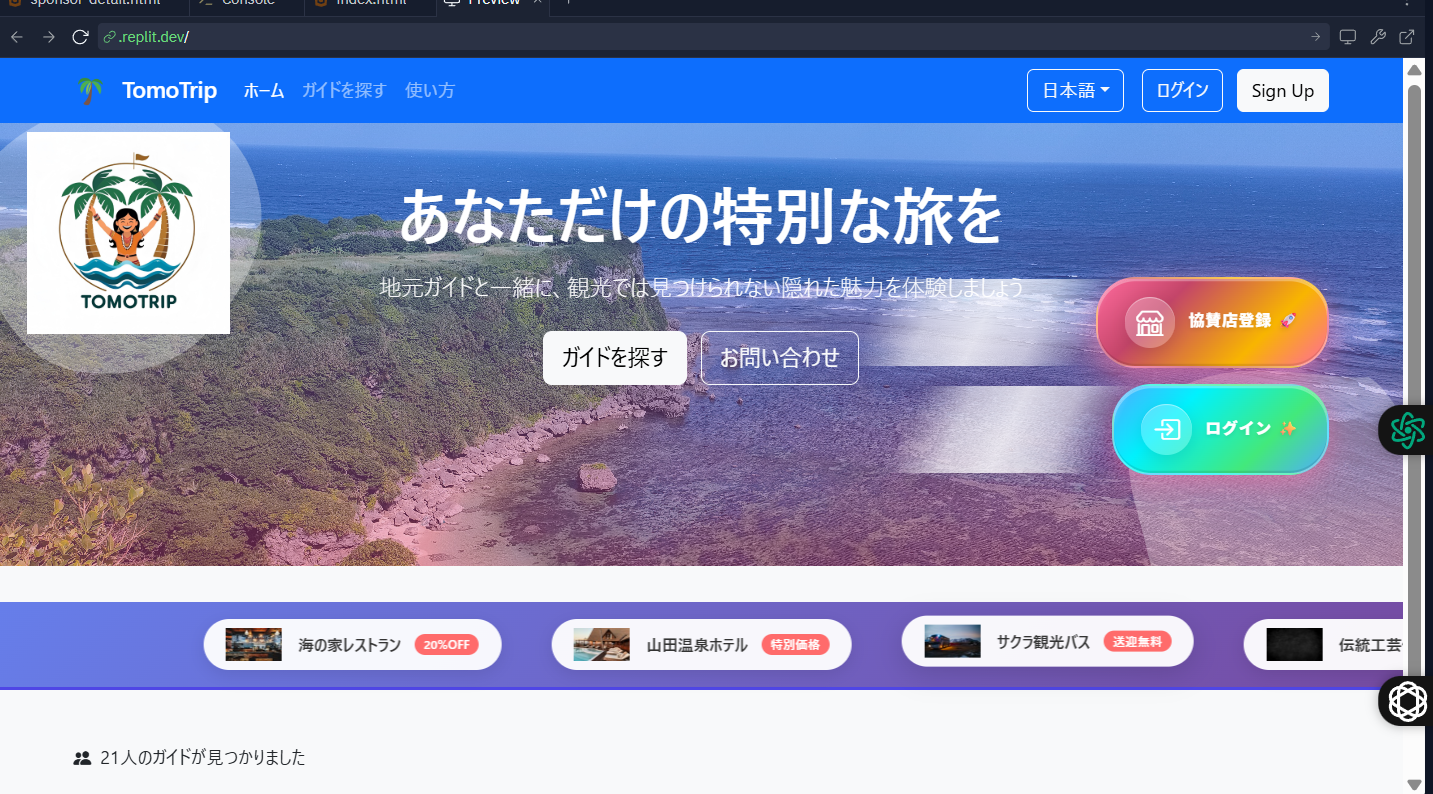 sponsor-detail.html
Console
index.html
Preview
.replit.dev/
TomoTrip ホーム ガイドを探す 使い方 日本語 ログイン Sign Up
TOMOTRIP
あなただけの特別な旅を
地元ガイドと一緒に、観光では見つけられない隠れた魅力を体験しましょう
ガイドを探す お問い合わせ
協賛店登録 🚀
ログイン ✨
海の家レストラン 20%OFF
山田温泉ホテル 特別価格
サクラ観光バス 送迎無料
伝統工芸
21人のガイドが見つかりました